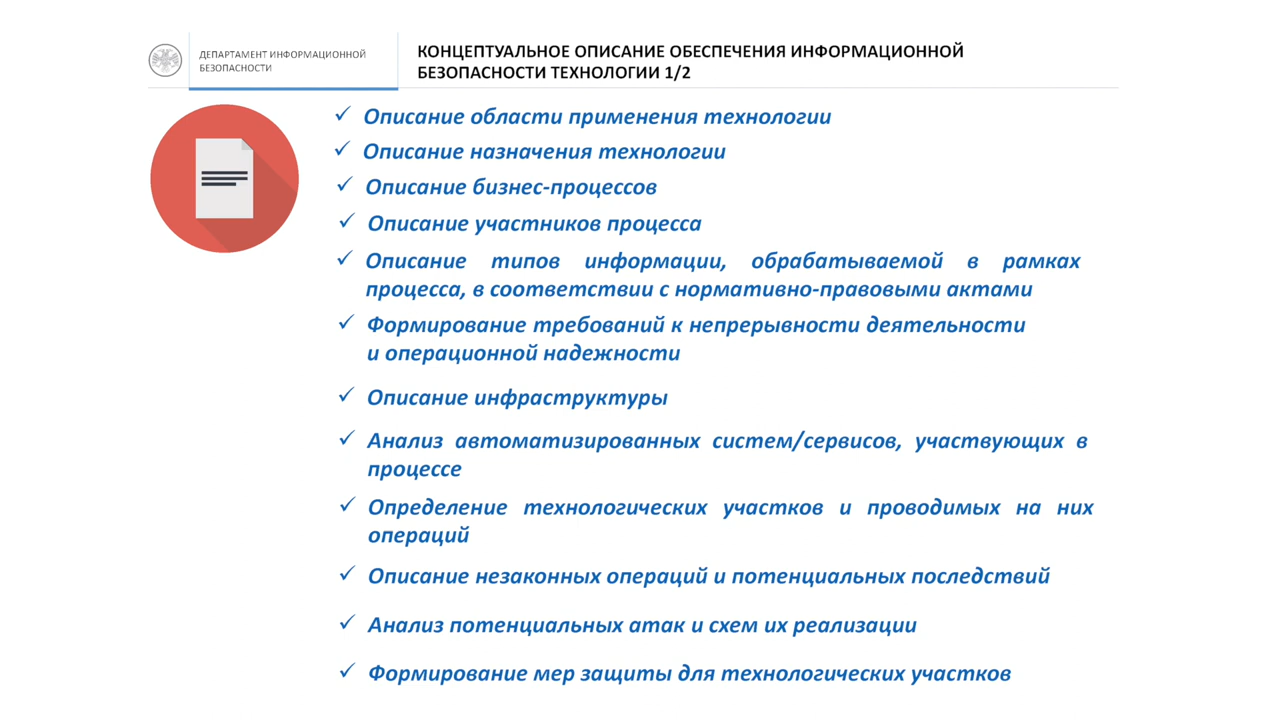 ДЕПАРТАМЕНТ ИНФОРМАЦИОННОЙ
БЕЗОПАСНОСТИ
КОНЦЕПТУАЛЬНОЕ ОПИСАНИЕ ОБЕСПЕЧЕНИЯ ИНФОРМАЦИОННОЙ
БЕЗОПАСНОСТИ ТЕХНОЛОГИИ 1/2
✓ Описание области применения технологии
✓ Описание назначения технологии
✓ Описание бизнес-процессов
✓ Описание участников процесса
✓ Описание типов информации, обрабатываемой в рамках
процесса, в соответствии с нормативно-правовыми актами
✓ Формирование требований к непрерывности деятельности
и операционной надежности
✓ Описание инфраструктуры
✓ Анализ автоматизированных систем/сервисов, участвующих в
процессе
✓ Определение технологических участков и проводимых на них
операций
✓ Описание незаконных операций и потенциальных последствий
✓ Анализ потенциальных атак и схем их реализации
✓ Формирование мер защиты для технологических участков